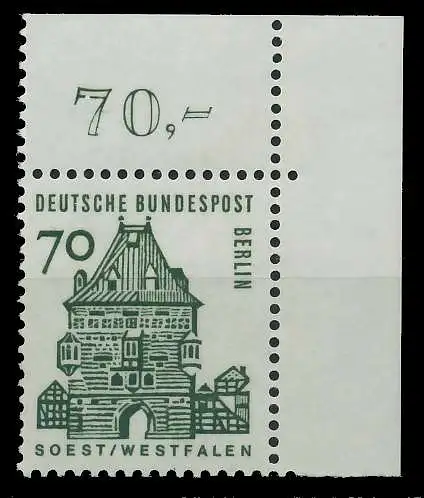 70,=
DEUTSCHE BUNDESPOST
BERLIN
70
SOEST/WESTFALEN